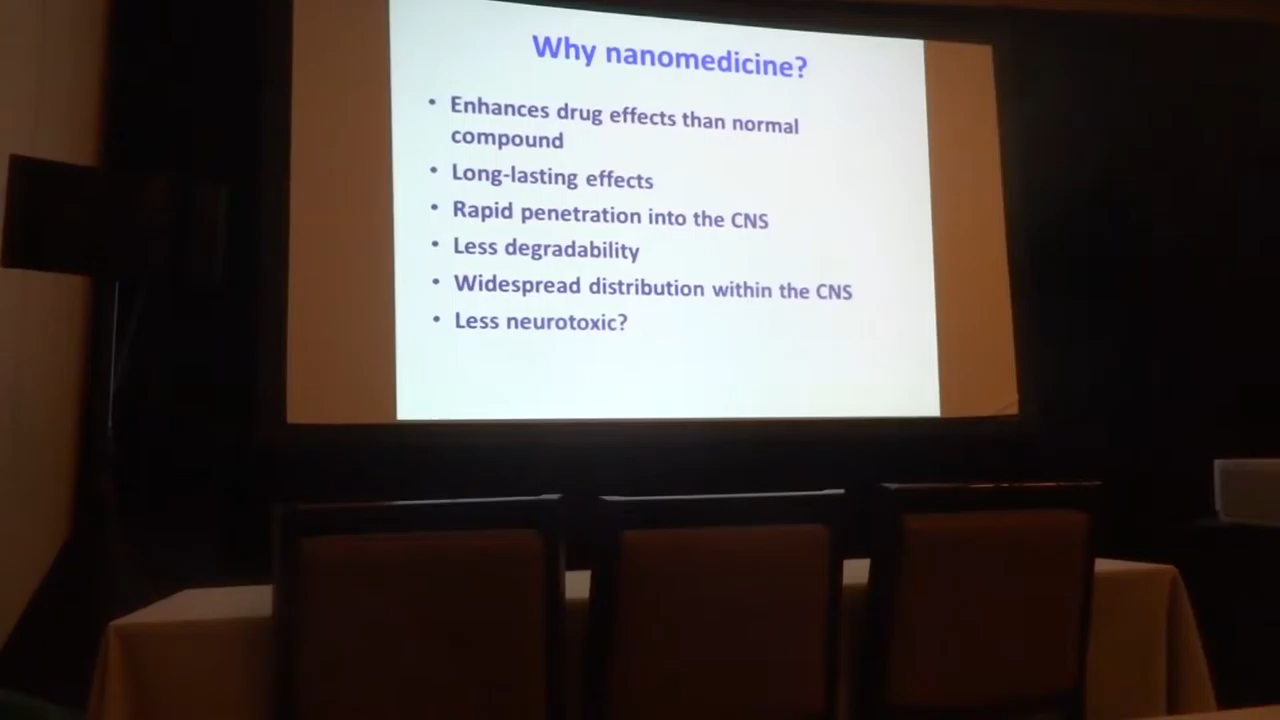 Why nanomedicine?
• Enhances drug effects than normal
compound
• Long-lasting effects
• Rapid penetration into the CNS
• Less degradability
• Widespread distribution within the CNS
• Less neurotoxic?